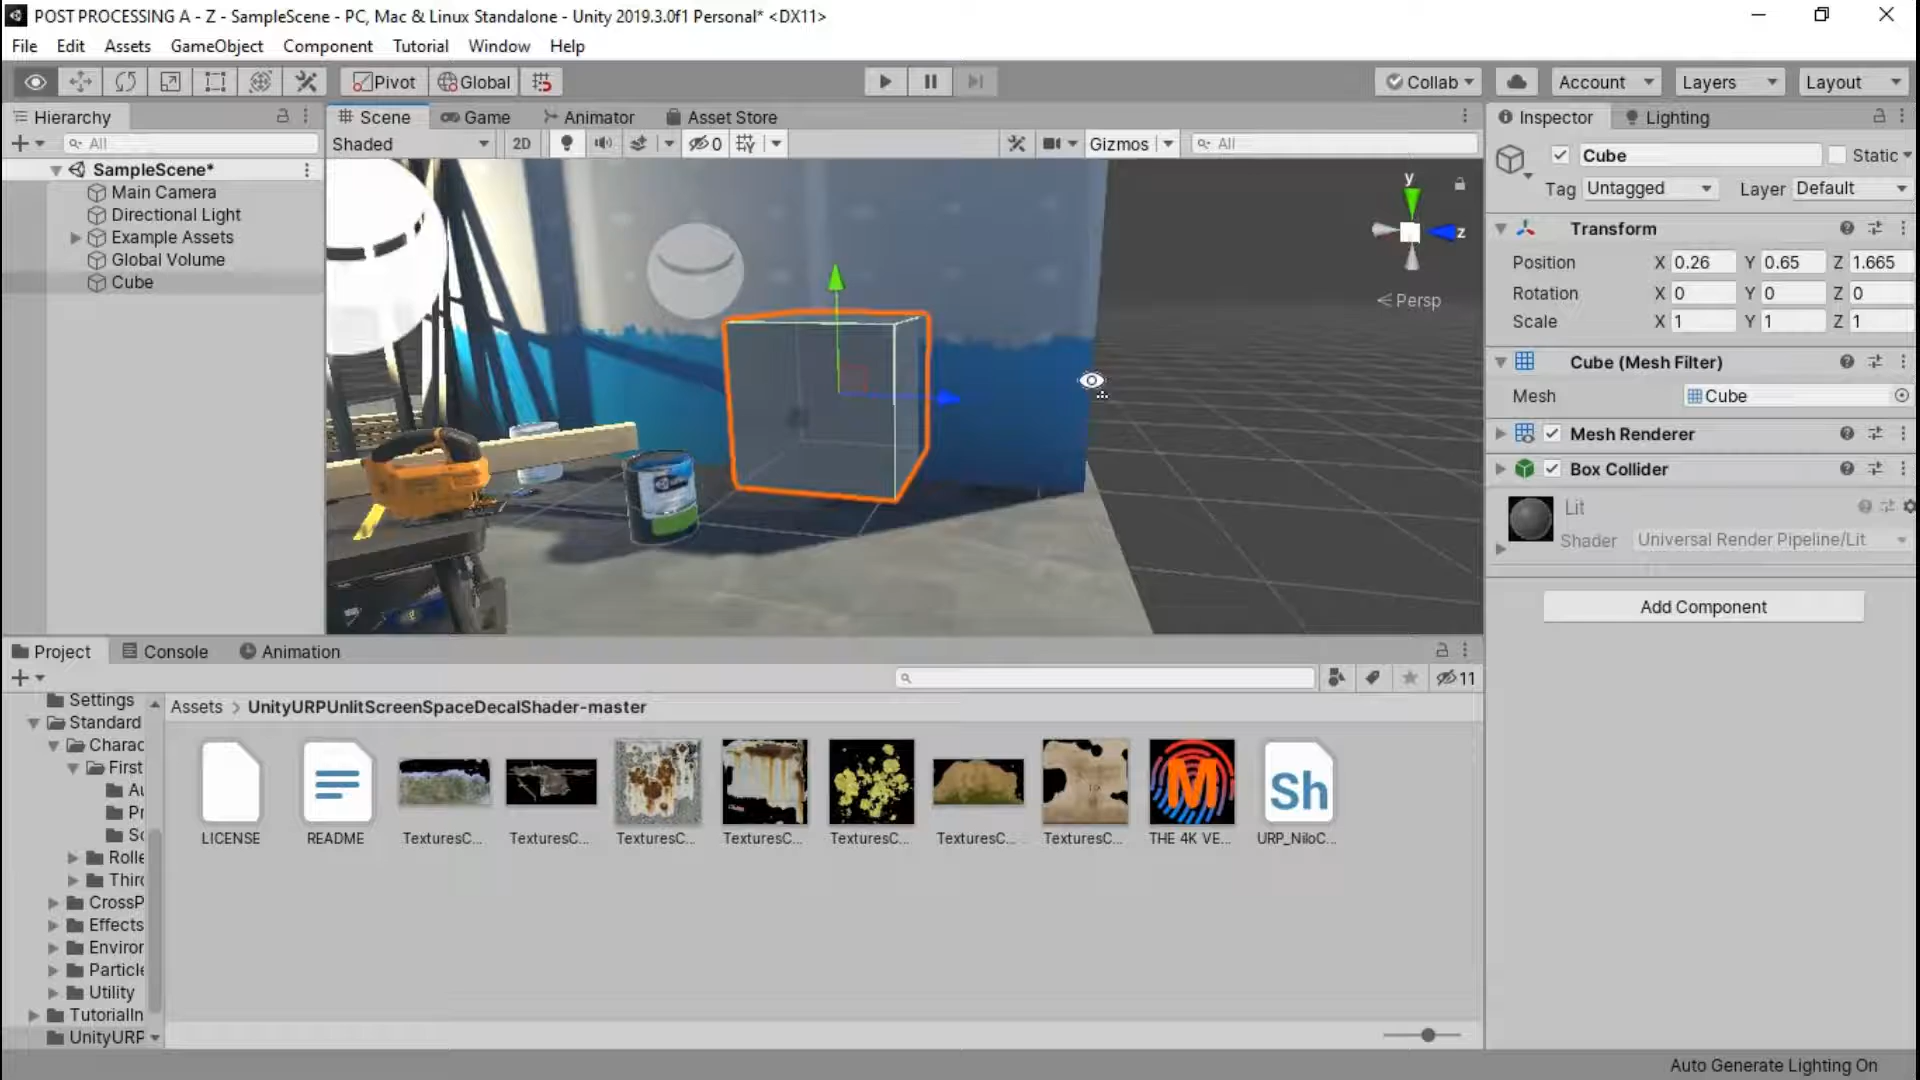 POST PROCESSING A - Z - SampleScene - PC, Mac & Linux Standalone - Unity 2019.3.0f1 Personal* <DX11>
File Edit Assets GameObject Component Tutorial Window Help
Pivot Global Collab Account Layers Layout
Hierarchy
All
SampleScene*
Main Camera
Directional Light
Example Assets
Global Volume
Cube
Scene Game Animator Asset Store
Shaded 2D 0 Gizmos All
y
z
Persp
Inspector Lighting
Cube Static
Tag Untagged Layer Default
Transform
Position X 0.26 Y 0.65 Z 1.665
Rotation X 0 Y 0 Z 0
Scale X 1 Y 1 Z 1
Cube (Mesh Filter)
Mesh Cube
Mesh Renderer
Box Collider
Lit
Shader Universal Render Pipeline/Lit
Add Component
Project Console Animation
11
Settings
Standard
Charac
First
Au
Pr
Sc
Rolle
Thir
CrossP
Effects
Enviror
Particle
Utility
TutorialIn
UnityURP
Assets > UnityURPUnlitScreenSpaceDecalShader-master
M
Sh
LICENSE README TexturesC... TexturesC... TexturesC... TexturesC... TexturesC... TexturesC... TexturesC... THE 4K VE... URP_NiloC...
Auto Generate Lighting On